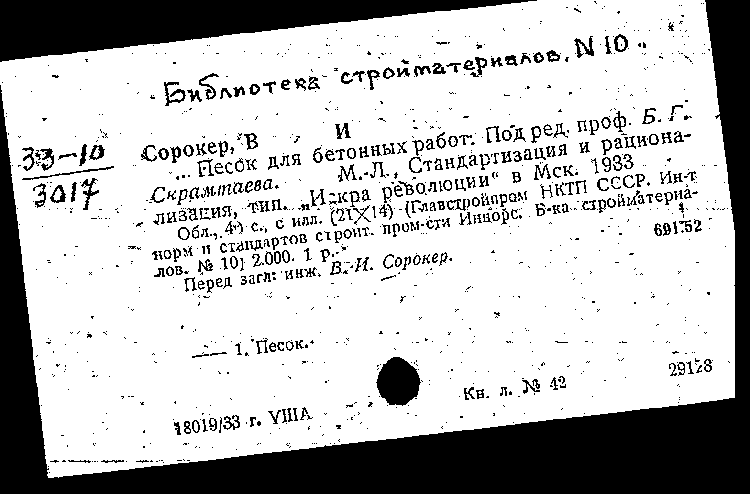 Библиотека стройматериалов. N 10
33-10
3017
Сорокер, В И
... Песок для бетонных работ. Под ред. проф. Б. Г.
Скрамтаева. М.-Л., Стандартизация и рациона-
лизация, тип. „Искра революции“ в Мск. 1933
Обл., 40 с., с илл. (21×14) (Главстройпром НКТП СССР. Ин-т
норм и стандартов строит. пром-сти Иннорс. Б-ка стройматериа-
лов. № 10) 2.000. 1 р.
Перед загл: инж. В. И. Сорокер.
691:52
— 1. Песок.
18019/33 г. VШA
Кн. л. № 42
29128